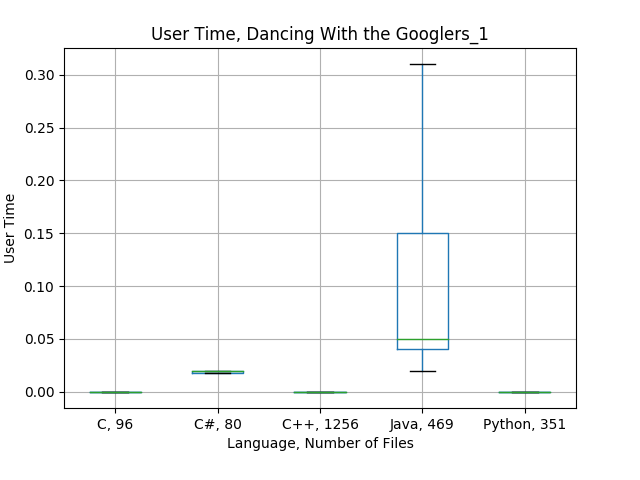 User Time, Dancing With the Googlers_1
0.30
0.25
0.20
0.15
0.10
0.05
0.00
User Time
C, 96
C#, 80
C++, 1256
Java, 469
Python, 351
Language, Number of Files